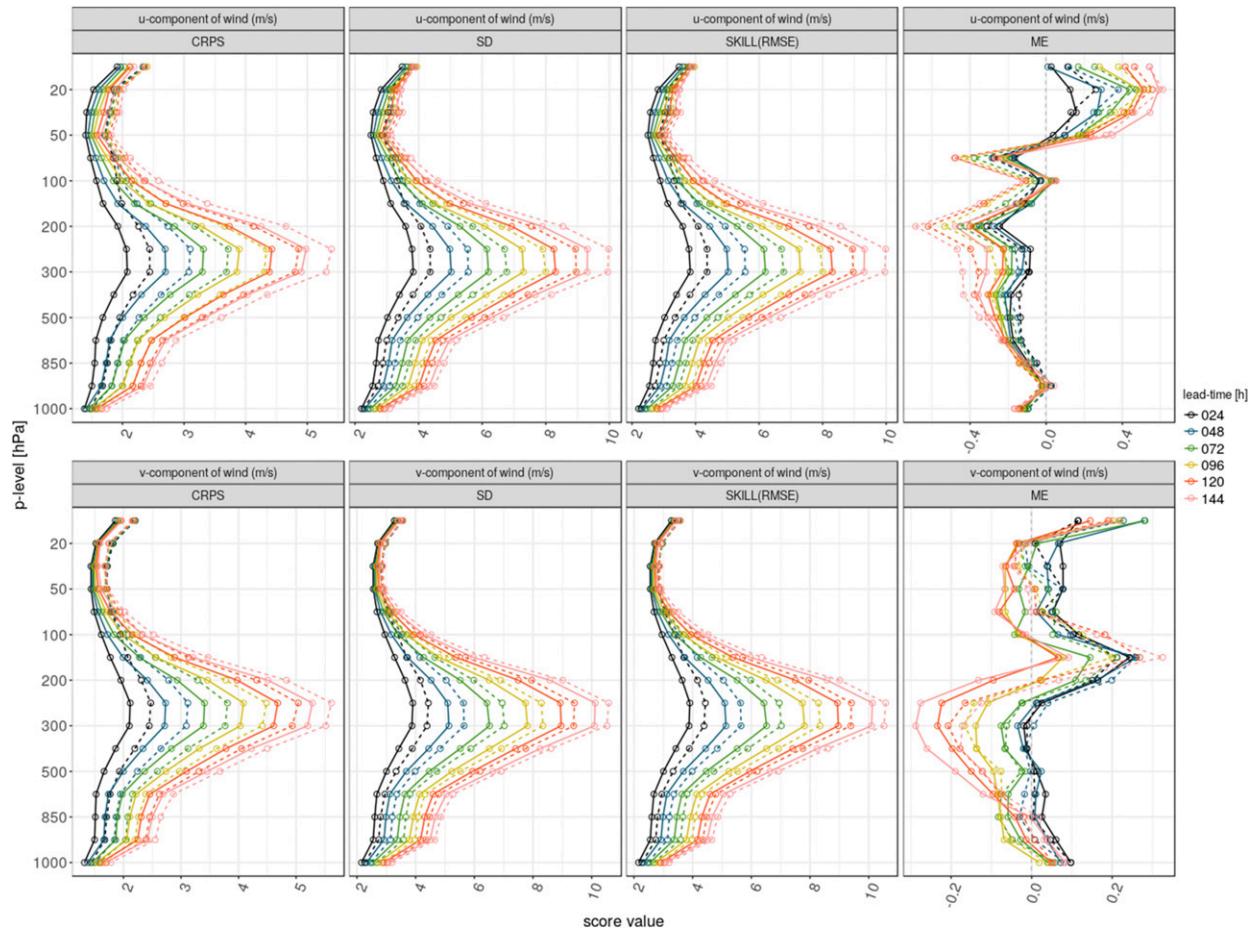 u-component of wind (m/s) u-component of wind (m/s) u-component of wind (m/s) u-component of wind (m/s)
CRPS SD SKILL(RMSE) ME
20
50
100
200
300
500
850
1000
2 3 4 5 2 4 6 8 10 2 4 6 8 10 -0.4 0.0 0.4
p-level [hPa]
lead-time [h]
024
048
072
096
120
144
v-component of wind (m/s) v-component of wind (m/s) v-component of wind (m/s) v-component of wind (m/s)
CRPS SD SKILL(RMSE) ME
20
50
100
200
300
500
850
1000
2 3 4 5 2 4 6 8 10 2 4 6 8 10 -0.2 0.0 0.2
score value